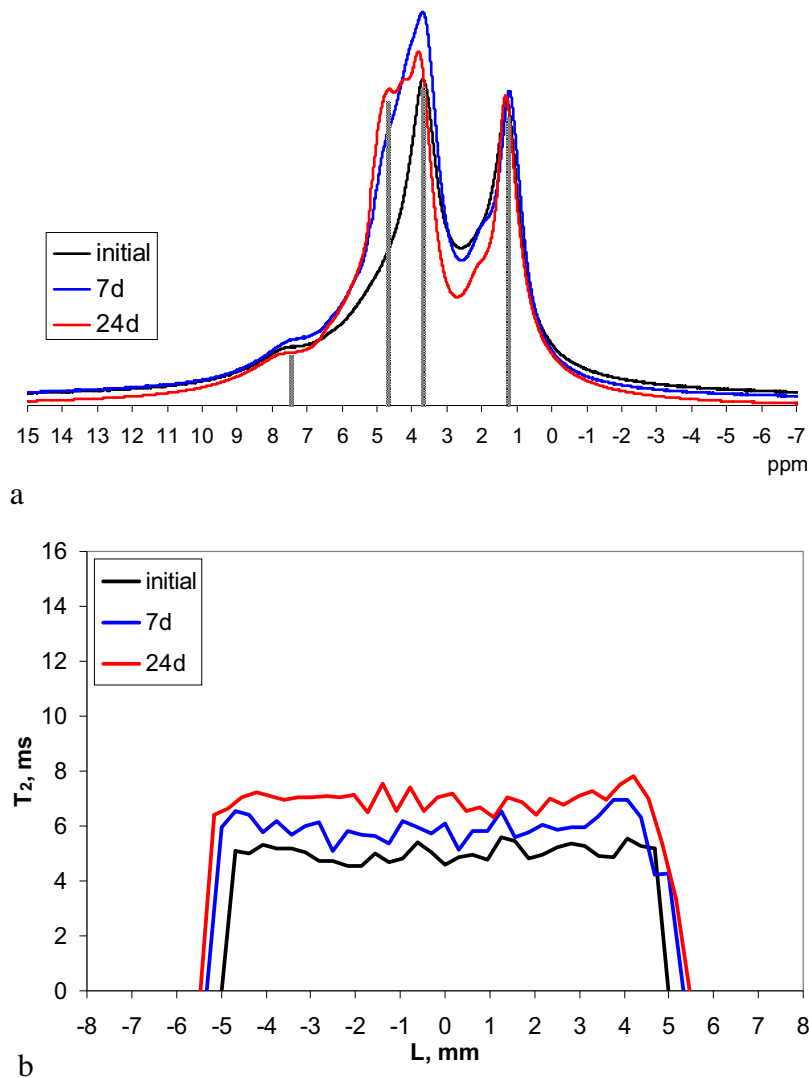 initial
7d
24d
15 14 13 12 11 10 9 8 7 6 5 4 3 2 1 0 -1 -2 -3 -4 -5 -6 -7
ppm
a
16
14
12
10
8
6
4
2
0
T2, ms
initial
7d
24d
-8 -7 -6 -5 -4 -3 -2 -1 0 1 2 3 4 5 6 7 8
L, mm
b